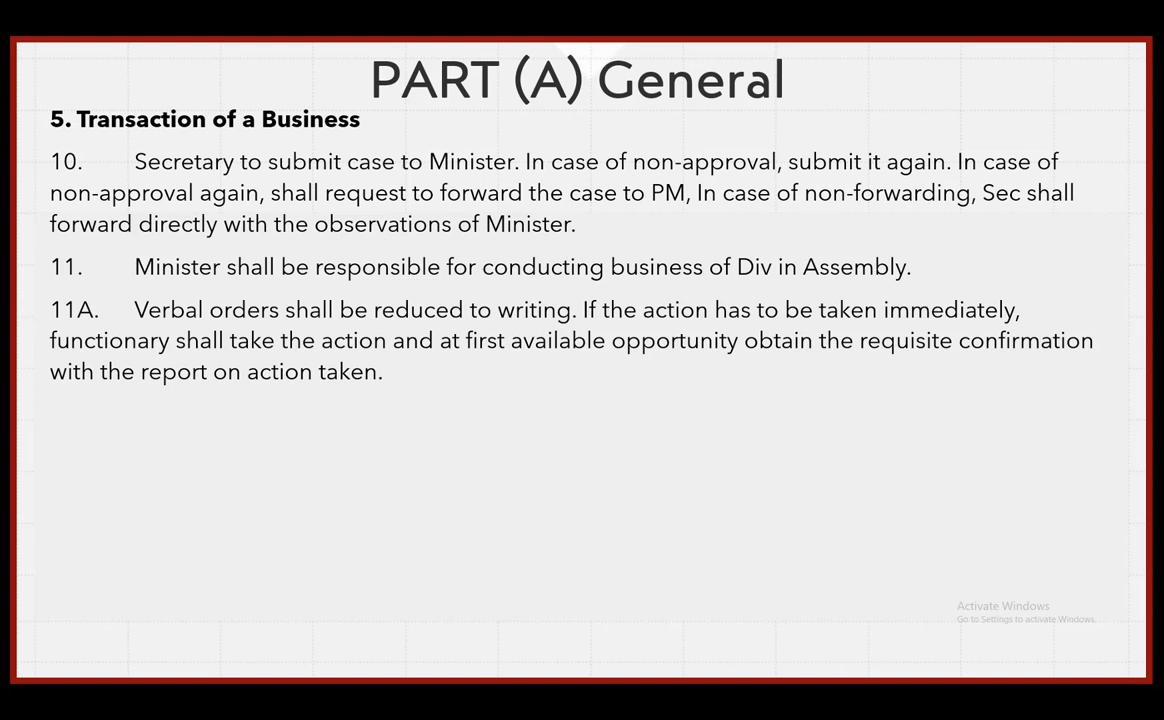 PART (A) General
5. Transaction of a Business
10. Secretary to submit case to Minister. In case of non-approval, submit it again. In case of
non-approval again, shall request to forward the case to PM, In case of non-forwarding, Sec shall
forward directly with the observations of Minister.
11. Minister shall be responsible for conducting business of Div in Assembly.
11A. Verbal orders shall be reduced to writing. If the action has to be taken immediately,
functionary shall take the action and at first available opportunity obtain the requisite confirmation
with the report on action taken.
Activate Windows
Go to Settings to activate Windows.